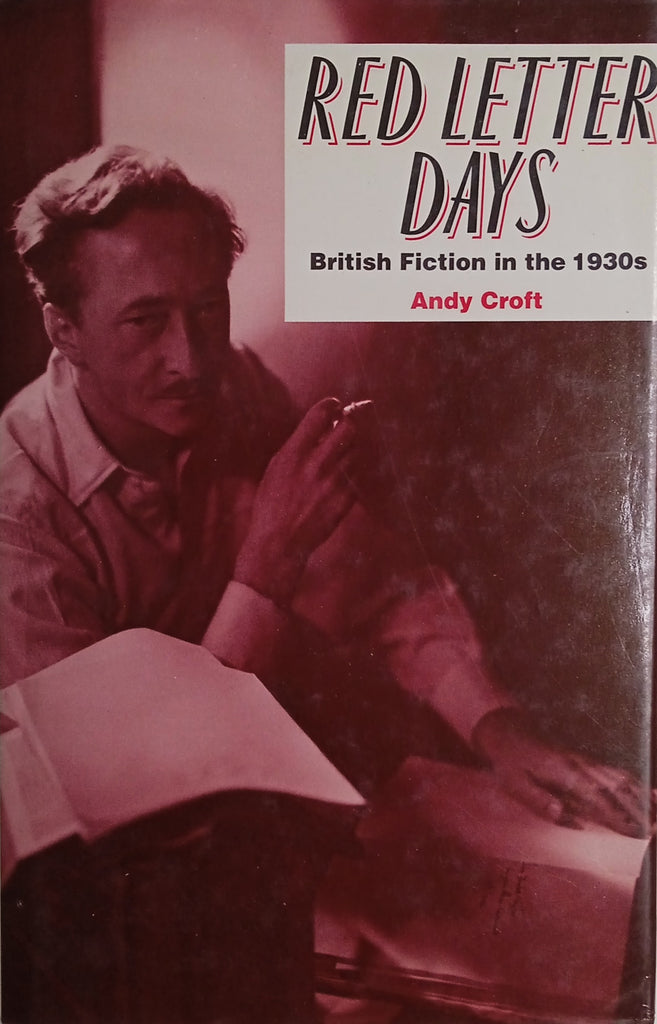 RED LETTER
DAYS
British Fiction in the 1930s
Andy Croft